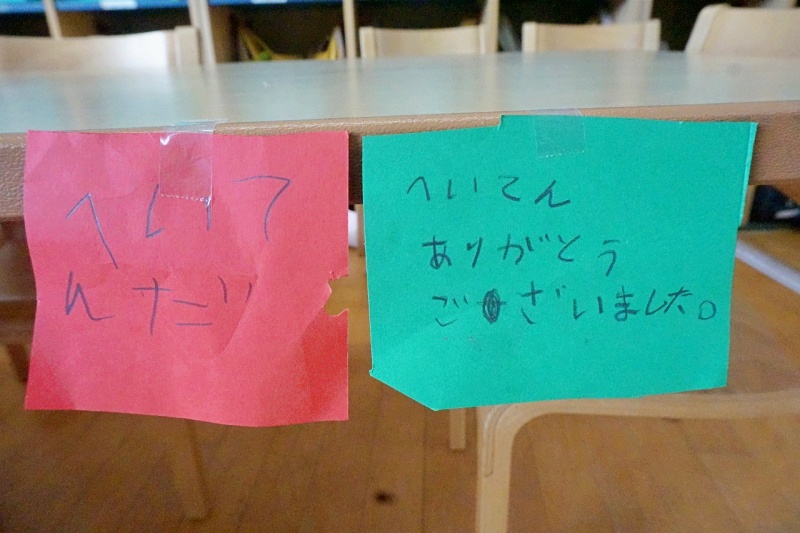 へいて
んだ
へいてん
ありがとう
ございました。